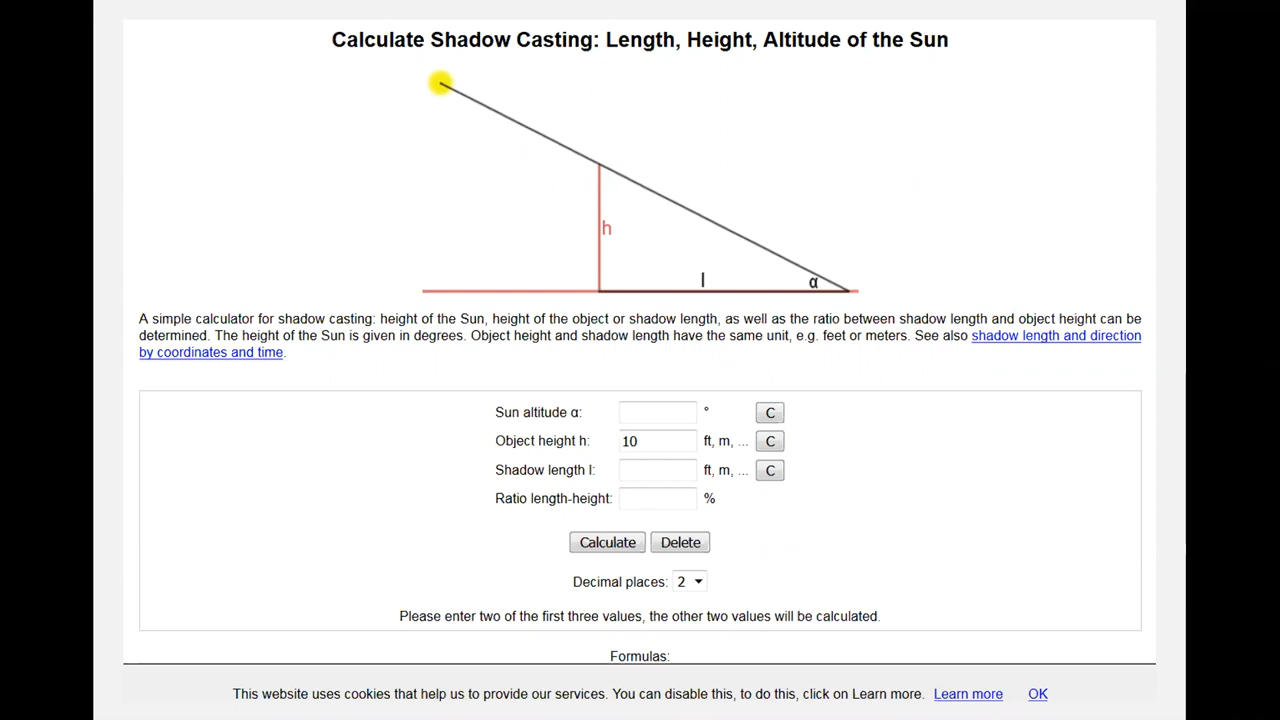 Calculate Shadow Casting: Length, Height, Altitude of the Sun
h
l
α
A simple calculator for shadow casting: height of the Sun, height of the object or shadow length, as well as the ratio between shadow length and object height can be
determined. The height of the Sun is given in degrees. Object height and shadow length have the same unit, e.g. feet or meters. See also shadow length and direction
by coordinates and time.
Sun altitude α: ° C
Object height h: 10 ft, m, ... C
Shadow length l: ft, m, ... C
Ratio length-height: %
Calculate Delete
Decimal places: 2
Please enter two of the first three values, the other two values will be calculated.
Formulas:
This website uses cookies that help us to provide our services. You can disable this, to do this, click on Learn more. Learn more OK